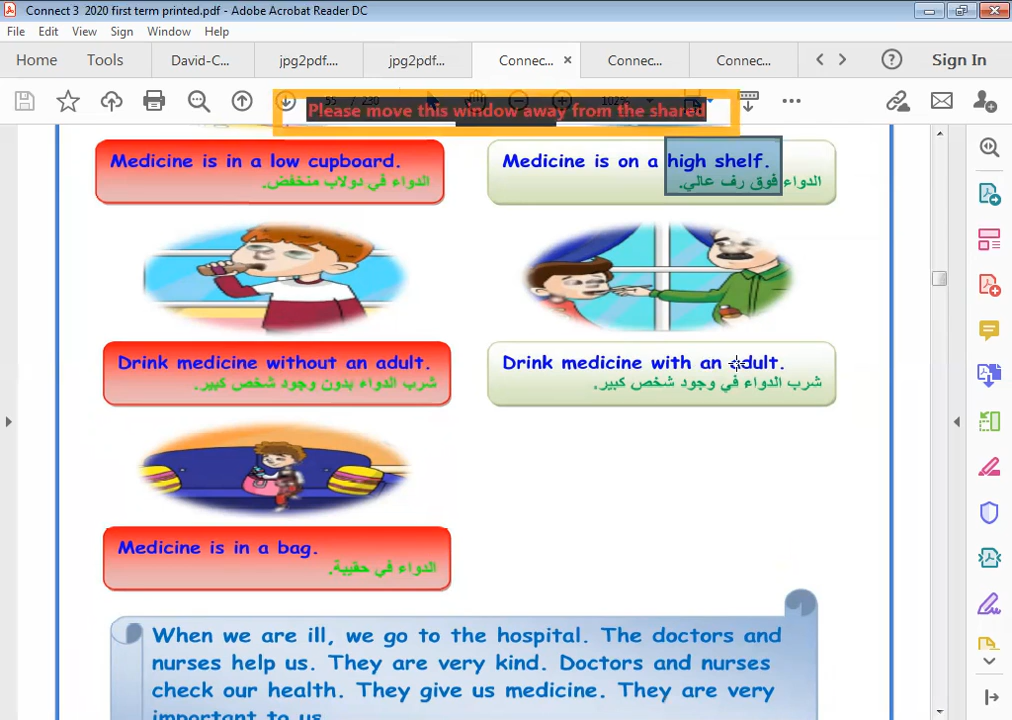 Connect 3 2020 first term printed.pdf - Adobe Acrobat Reader DC
File Edit View Sign Window Help
Home Tools David-C... jpg2pdf.... jpg2pdf.... Connec... × Connec... Connec... Sign In
55 / 230 102%
Please move this window away from the shared
Medicine is in a low cupboard.
الدواء في دولاب منخفض.
Medicine is on a high shelf.
الدواء فوق رف عالي.
Drink medicine without an adult.
شرب الدواء بدون وجود شخص كبير.
Drink medicine with an adult.
شرب الدواء في وجود شخص كبير.
Medicine is in a bag.
الدواء في حقيبة.
When we are ill, we go to the hospital. The doctors and
nurses help us. They are very kind. Doctors and nurses
check our health. They give us medicine. They are very
important to us.